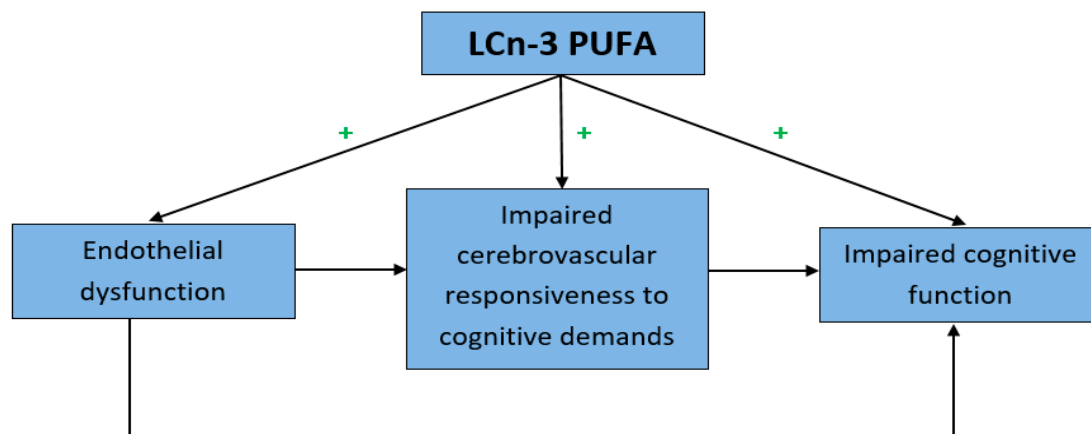 LCn-3 PUFA
+
+
+
Endothelial
dysfunction
Impaired
cerebrovascular
responsiveness to
cognitive demands
Impaired cognitive
function